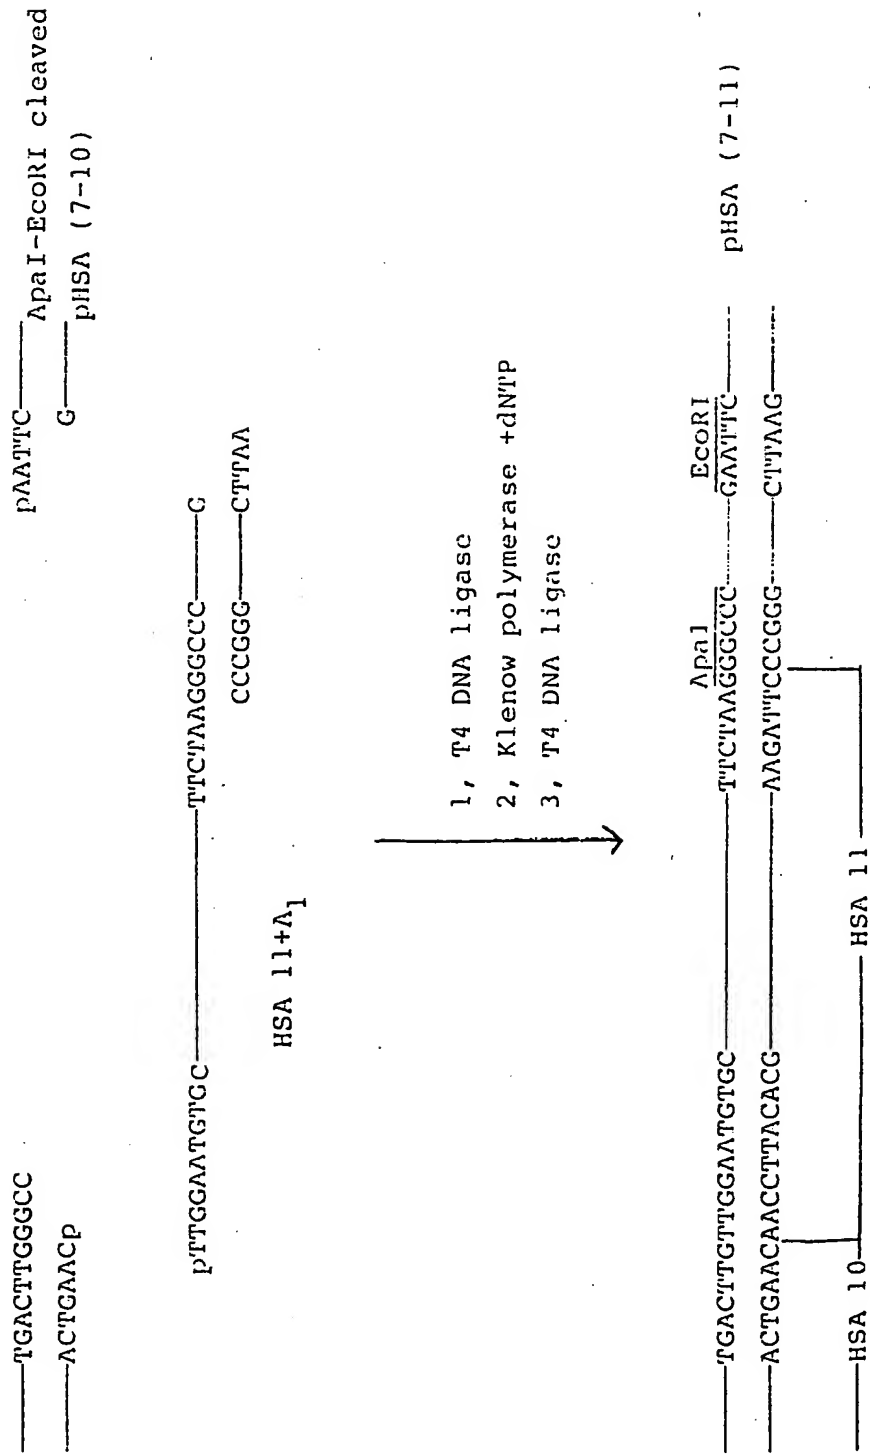 TGACTTGGGCC
ACTGAACp
pAATTC
G
ApaI-EcoRI cleaved
pHSA (7-10)
pTTGGAATGTGC TTCTAAGGGCCC G
CCCGGG CTTAA
HSA 11+A1
1, T4 DNA ligase
2, Klenow polymerase +dNTP
3, T4 DNA ligase
ApaI EcoRI
TGACTTGTTGGAATGTGC TTCTAAGGGCCC GAATTC
ACTGAACAACCTTACACG AAGATTCCCGGG CTTAAG
pHSA (7-11)
HSA 10 HSA 11